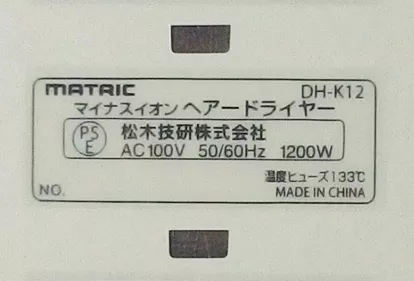 MATRIC DH-K12
マイナスイオン ヘアードライヤー
PS
E
松木技研株式会社
AC100V 50/60Hz 1200W
温度ヒューズ133℃
NO. MADE IN CHINA